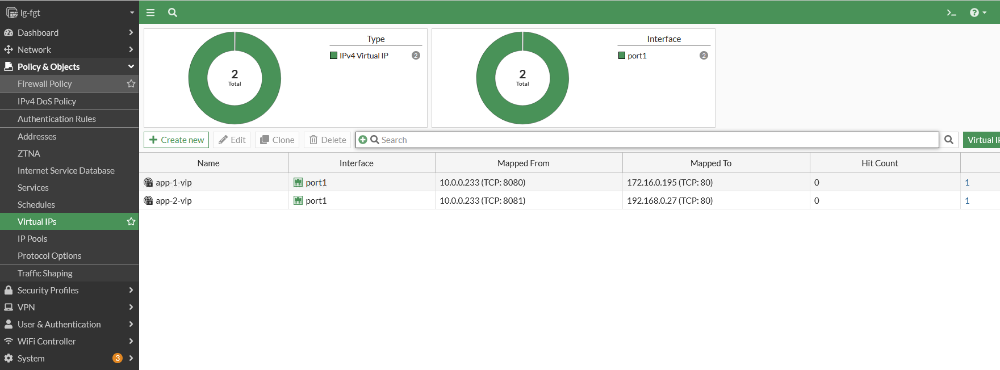 lg-fgt
Dashboard
Network
Policy & Objects
Firewall Policy
IPv4 DoS Policy
Authentication Rules
Addresses
ZTNA
Internet Service Database
Services
Schedules
Virtual IPs
IP Pools
Protocol Options
Traffic Shaping
Security Profiles
VPN
User & Authentication
WiFi Controller
System 3
Type
IPv4 Virtual IP 2
2
Total
Interface
port1 2
2
Total
Create new Edit Clone Delete Search Virtual IP
Name Interface Mapped From Mapped To Hit Count
app-1-vip port1 10.0.0.233 (TCP: 8080) 172.16.0.195 (TCP: 80) 0 1
app-2-vip port1 10.0.0.233 (TCP: 8081) 192.168.0.27 (TCP: 80) 0 1